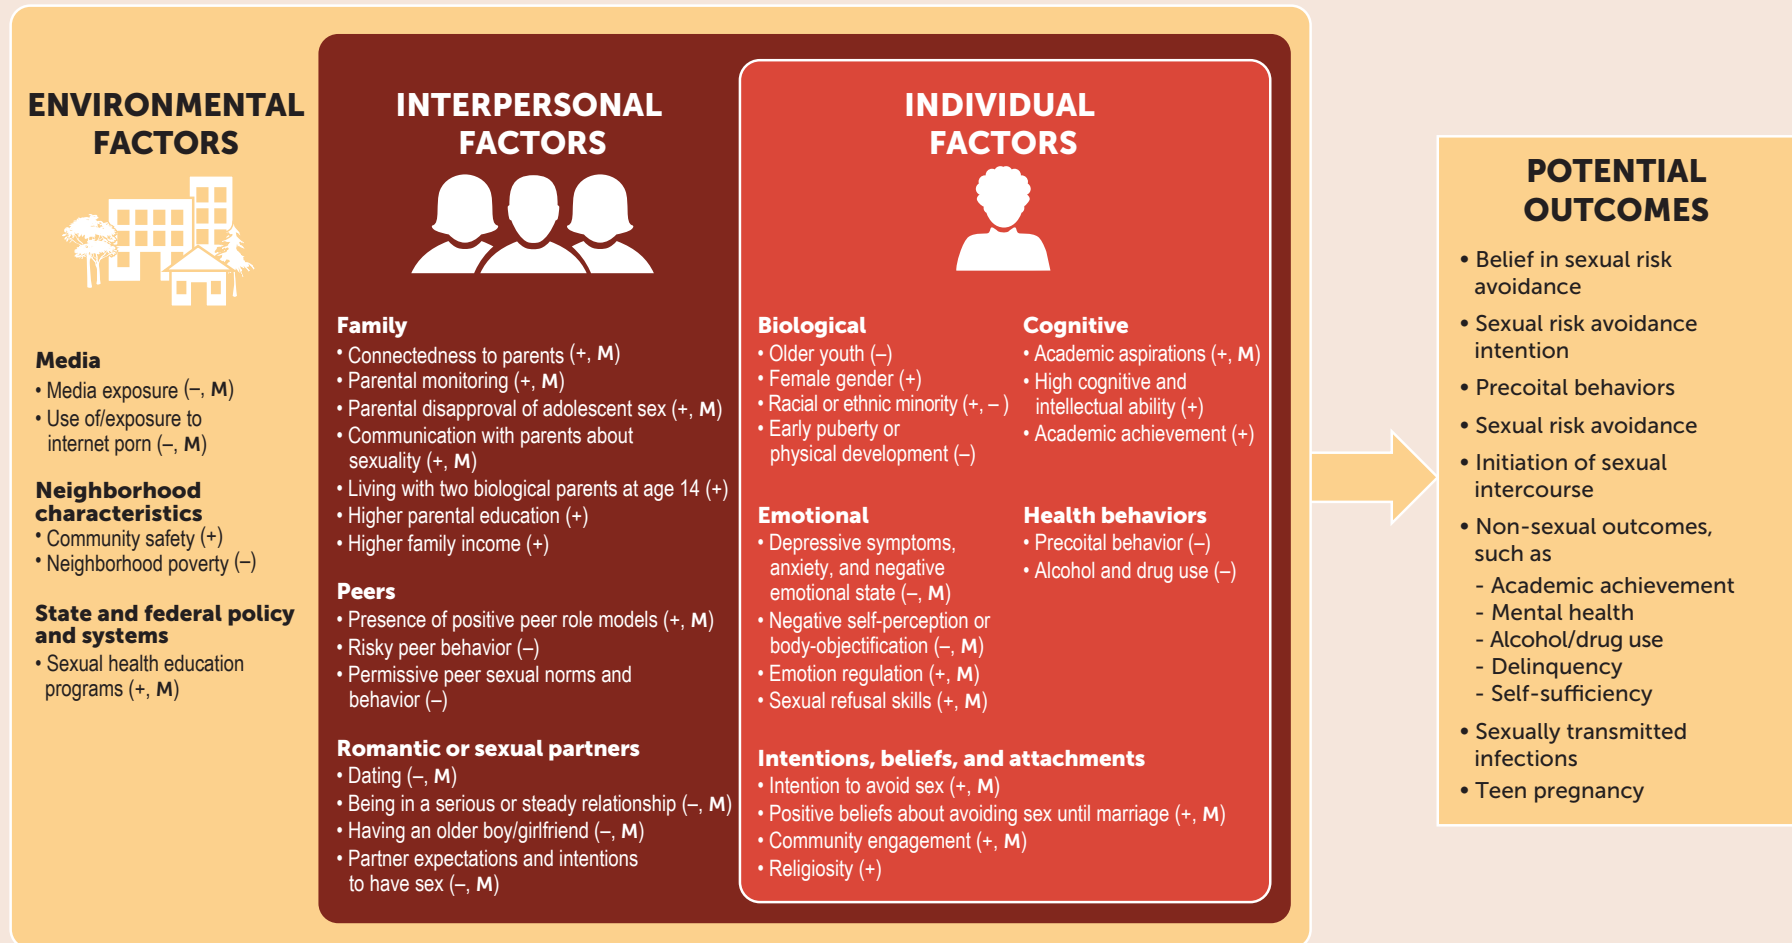 ENVIRONMENTAL
FACTORS
Media
• Media exposure (–, M)
• Use of/exposure to
internet porn (–, M)
Neighborhood
characteristics
• Community safety (+)
• Neighborhood poverty (–)
State and federal policy
and systems
• Sexual health education
programs (+, M)
INTERPERSONAL
FACTORS
Family
• Connectedness to parents (+, M)
• Parental monitoring (+, M)
• Parental disapproval of adolescent sex (+, M)
• Communication with parents about
sexuality (+, M)
• Living with two biological parents at age 14 (+)
• Higher parental education (+)
• Higher family income (+)
Peers
• Presence of positive peer role models (+, M)
• Risky peer behavior (–)
• Permissive peer sexual norms and
behavior (–)
Romantic or sexual partners
• Dating (–, M)
• Being in a serious or steady relationship (–, M)
• Having an older boy/girlfriend (–, M)
• Partner expectations and intentions
to have sex (–, M)
INDIVIDUAL
FACTORS
Biological
• Older youth (–)
• Female gender (+)
• Racial or ethnic minority (+, – )
• Early puberty or
physical development (–)
Cognitive
• Academic aspirations (+, M)
• High cognitive and
intellectual ability (+)
• Academic achievement (+)
Emotional
• Depressive symptoms,
anxiety, and negative
emotional state (–, M)
• Negative self-perception or
body-objectification (–, M)
• Emotion regulation (+, M)
• Sexual refusal skills (+, M)
Health behaviors
• Precoital behavior (–)
• Alcohol and drug use (–)
Intentions, beliefs, and attachments
• Intention to avoid sex (+, M)
• Positive beliefs about avoiding sex until marriage (+, M)
• Community engagement (+, M)
• Religiosity (+)
POTENTIAL
OUTCOMES
• Belief in sexual risk
avoidance
• Sexual risk avoidance
intention
• Precoital behaviors
• Sexual risk avoidance
• Initiation of sexual
intercourse
• Non-sexual outcomes,
such as
- Academic achievement
- Mental health
- Alcohol/drug use
- Delinquency
- Self-sufficiency
• Sexually transmitted
infections
• Teen pregnancy